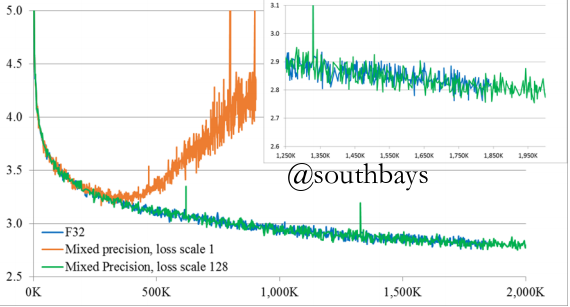 5.0
4.5
4.0
3.5
3.0
2.5
0K
500K
1,000K
1,500K
2,000K
3.1
3.0
2.9
2.8
2.7
2.6
1,250K 1,350K 1,450K 1,550K 1,650K 1,750K 1,850K 1,950K
@southbays
F32
Mixed precision, loss scale 1
Mixed Precision, loss scale 128